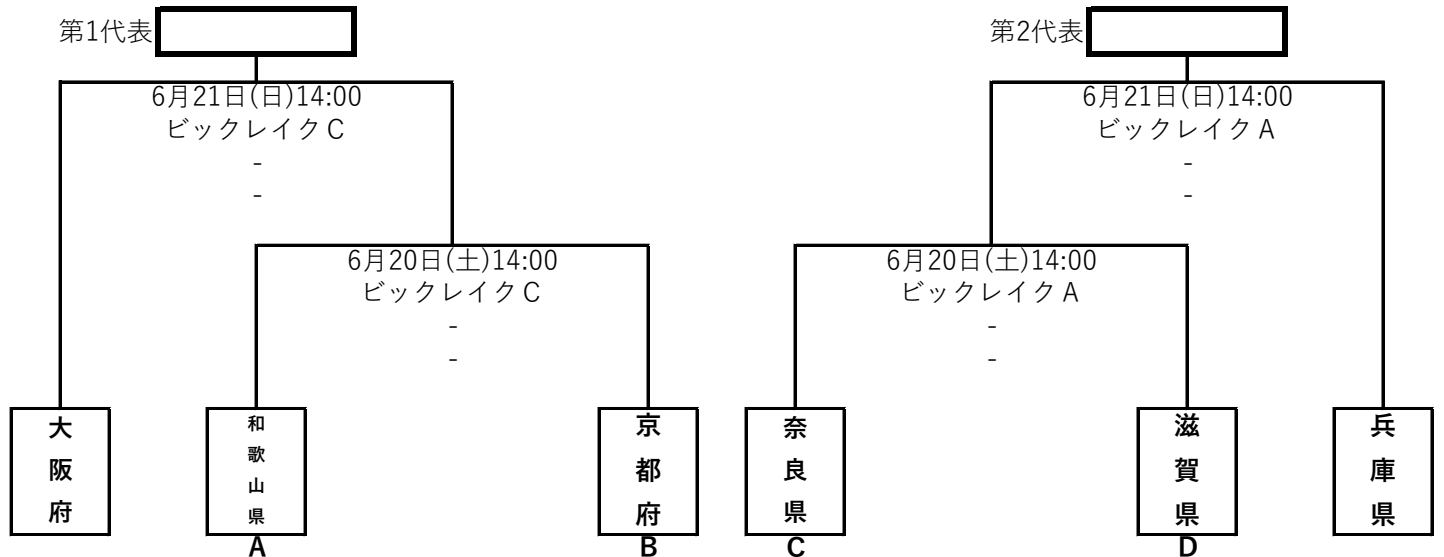 第1代表
第2代表
6月21日(日)14:00
ビックレイクC
-
-
6月21日(日)14:00
ビックレイクA
-
-
6月20日(土)14:00
ビックレイクC
-
-
6月20日(土)14:00
ビックレイクA
-
-
大阪府
和歌山県
京都府
奈良県
滋賀県
兵庫県
A
B
C
D